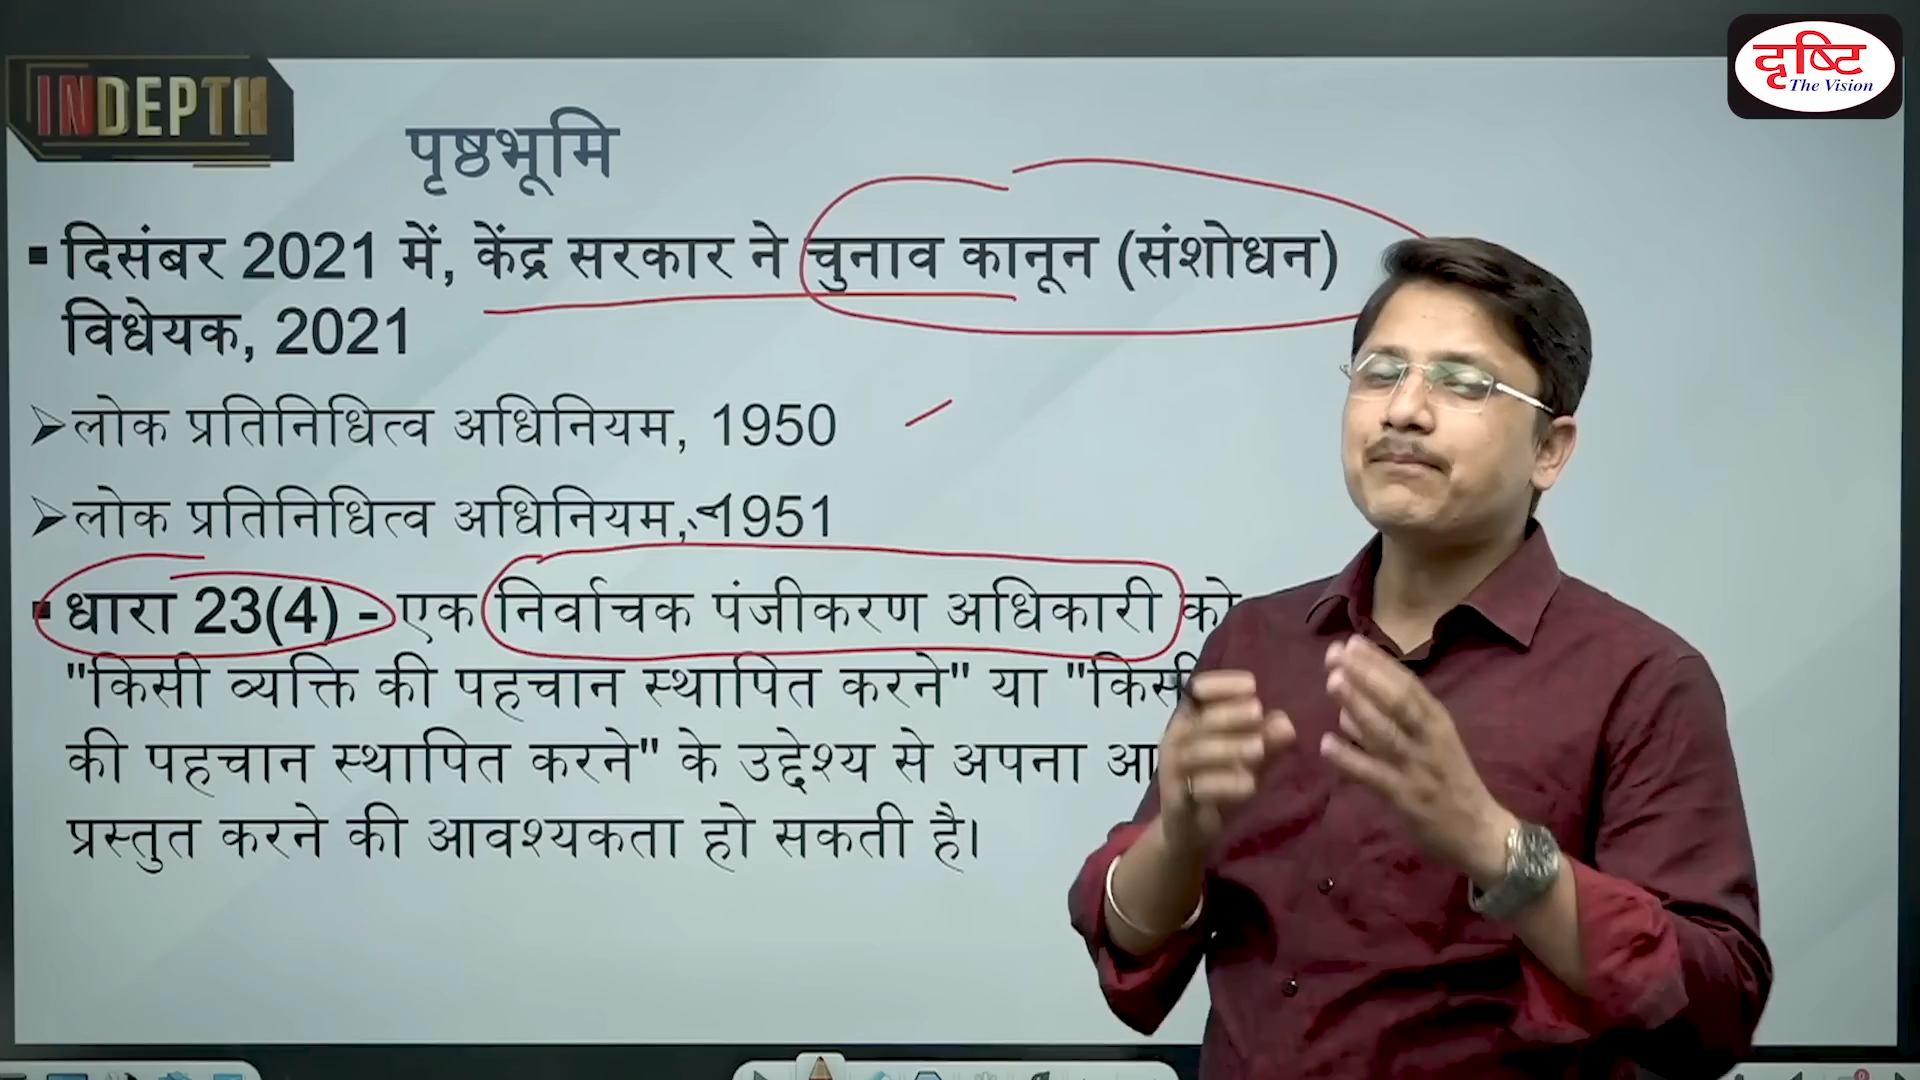 दृष्टि
The Vision
INDEPTH
पृष्ठभूमि
▪ दिसंबर 2021 में, केंद्र सरकार ने चुनाव कानून (संशोधन)
विधेयक, 2021
➢ लोक प्रतिनिधित्व अधिनियम, 1950
➢ लोक प्रतिनिधित्व अधिनियम, 1951
▪ धारा 23(4) - एक निर्वाचक पंजीकरण अधिकारी को
"किसी व्यक्ति की पहचान स्थापित करने" या
की पहचान स्थापित करने" के उद्देश्य से अपना
प्रस्तुत करने की आवश्यकता हो सकती है।